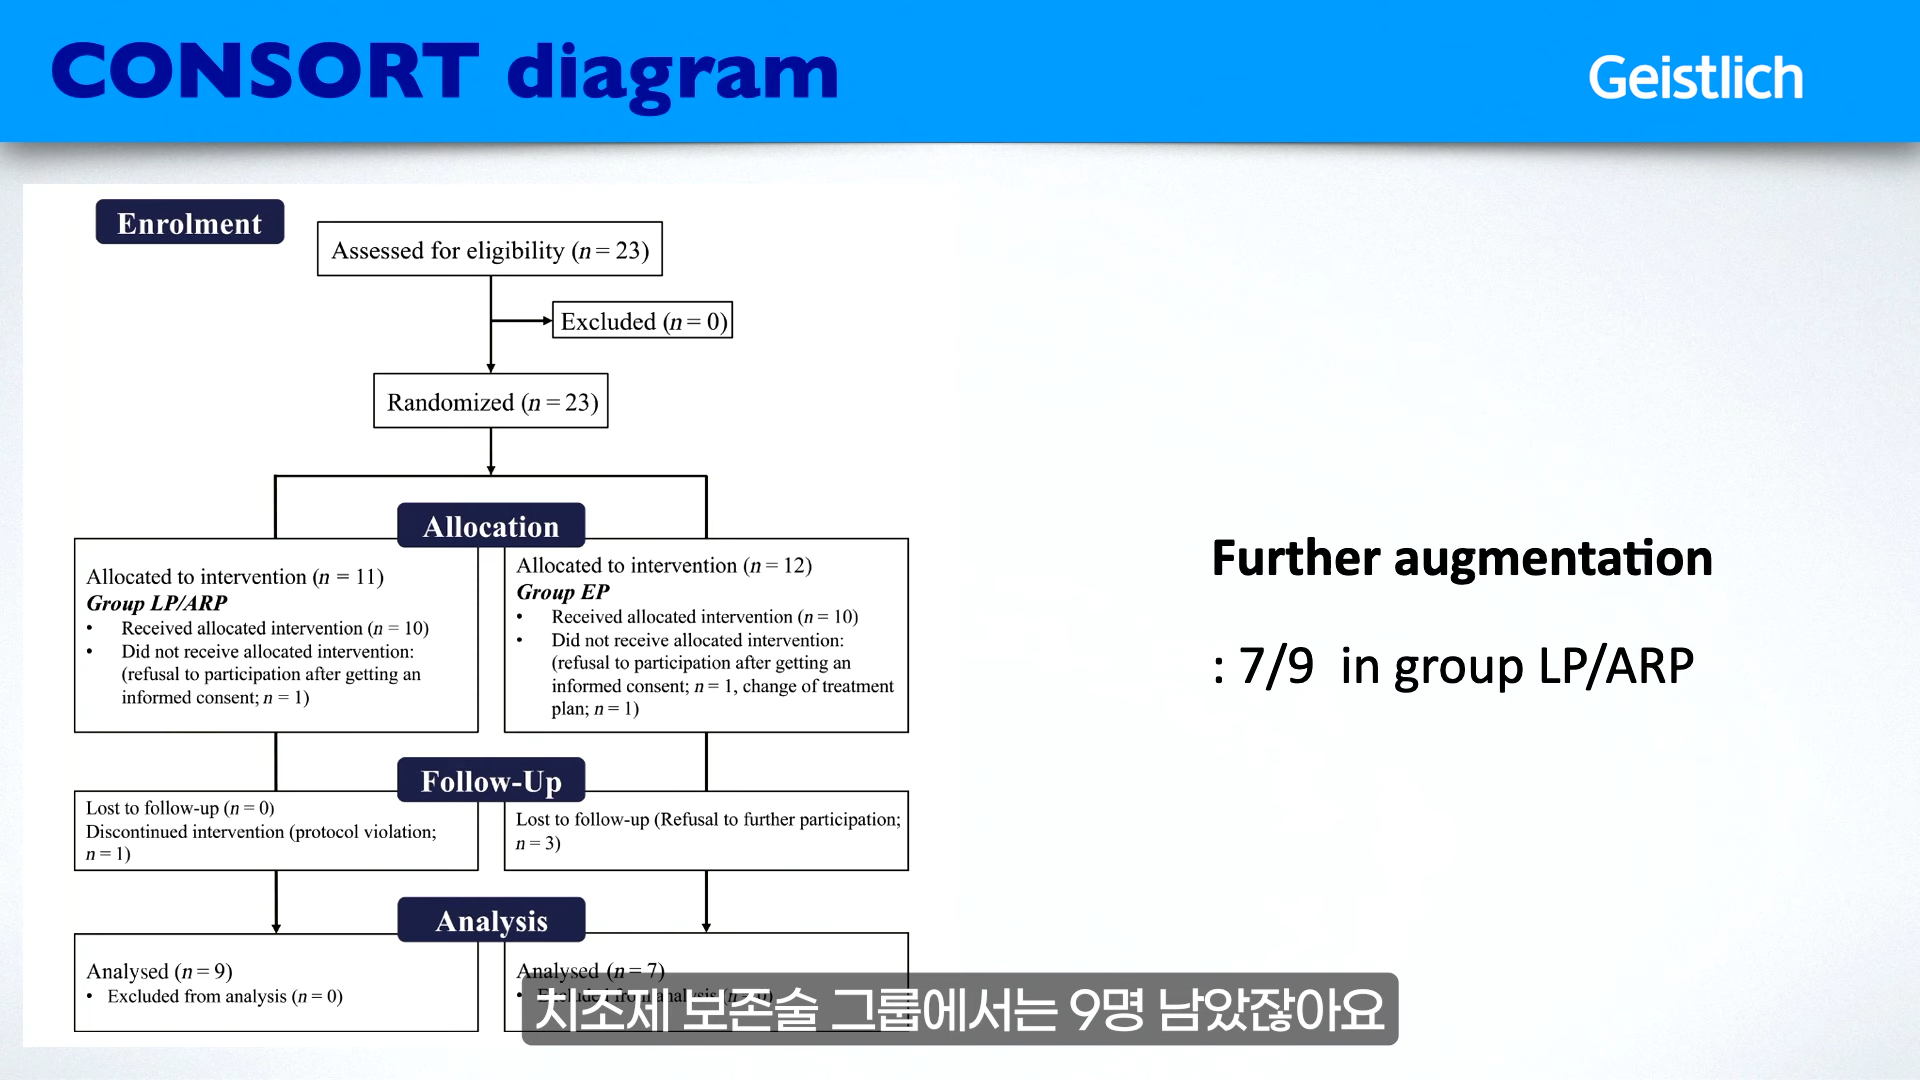 CONSORT diagram
Geistlich
Enrolment
Assessed for eligibility (n = 23)
Excluded (n = 0)
Randomized (n = 23)
Allocation
Allocated to intervention (n = 11)
Group LP/ARP
• Received allocated intervention (n = 10)
• Did not receive allocated intervention:
(refusal to participation after getting an
informed consent; n = 1)
Allocated to intervention (n = 12)
Group EP
• Received allocated intervention (n = 10)
• Did not receive allocated intervention:
(refusal to participation after getting an
informed consent; n = 1, change of treatment
plan; n = 1)
Follow-Up
Lost to follow-up (n = 0)
Discontinued intervention (protocol violation;
n = 1)
Lost to follow-up (Refusal to further participation;
n = 3)
Analysis
Analysed (n = 9)
• Excluded from analysis (n = 0)
Analysed (n = 7)
Further augmentation
: 7/9 in group LP/ARP
치조제 보존술 그룹에서는 9명 남았잖아요